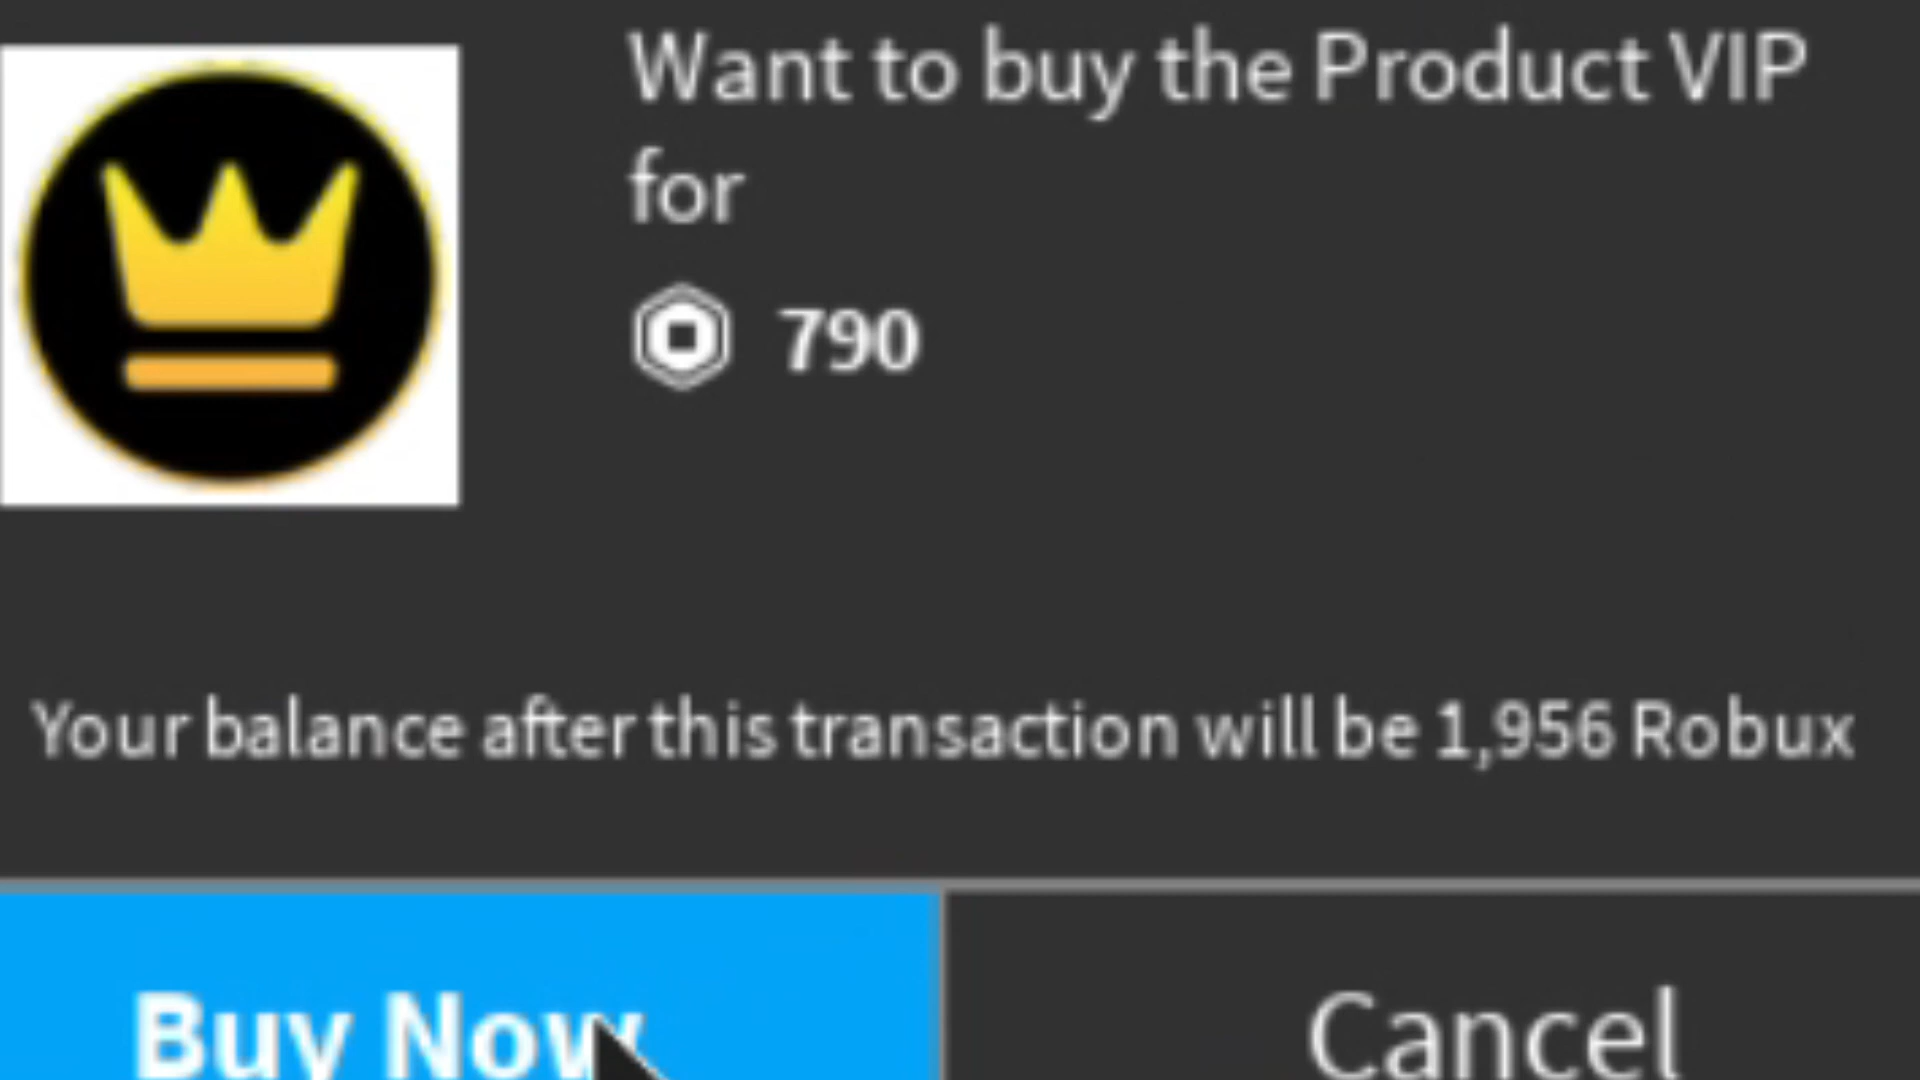 Want to buy the Product VIP
for
790
Your balance after this transaction will be 1,956 Robux
Buy Now
Cancel